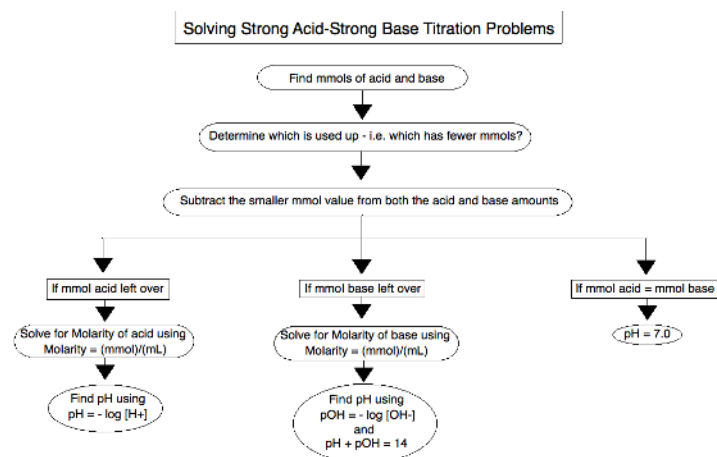 Solving Strong Acid-Strong Base Titration Problems
Find mmols of acid and base
Determine which is used up - i.e. which has fewer mmols?
Subtract the smaller mmol value from both the acid and base amounts
If mmol acid left over
If mmol base left over
If mmol acid = mmol base
Solve for Molarity of acid using
Molarity = (mmol)/(mL)
Solve for Molarity of base using
Molarity = (mmol)/(mL)
pH = 7.0
Find pH using
pH = - log [H+]
Find pH using
pOH = - log [OH-]
and
pH + pOH = 14